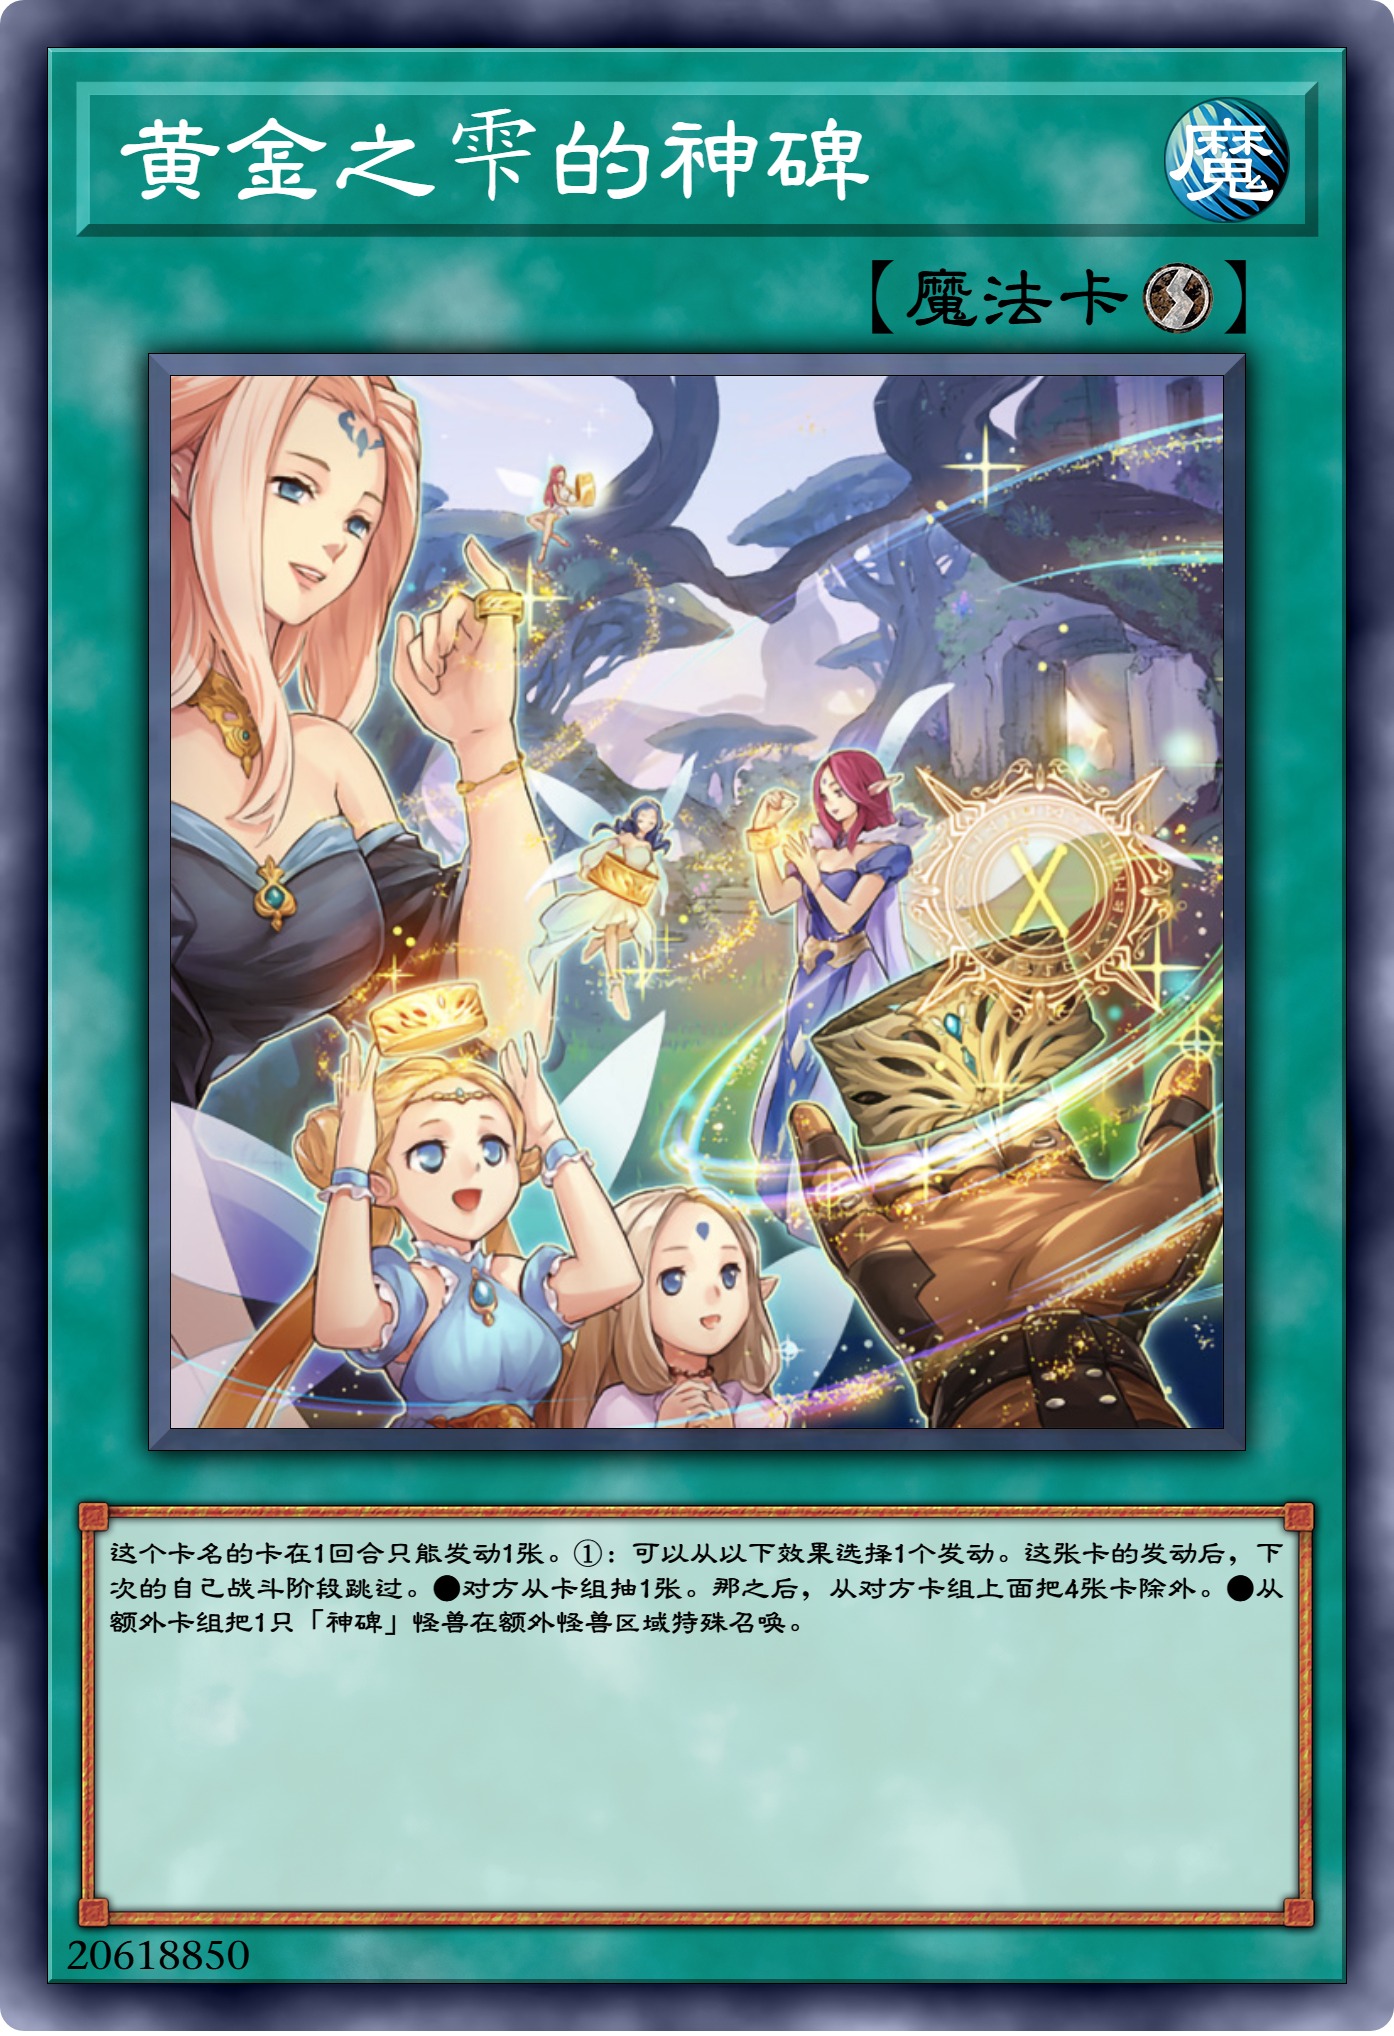 黄金之雫的神碑
魔
【魔法卡】
这个卡名的卡在1回合只能发动1张。①：可以从以下效果选择1个发动。这张卡的发动后，下
次的自己战斗阶段跳过。●对方从卡组抽1张。那之后，从对方卡组上面把4张卡除外。●从
额外卡组把1只「神碑」怪兽在额外怪兽区域特殊召唤。
20618850